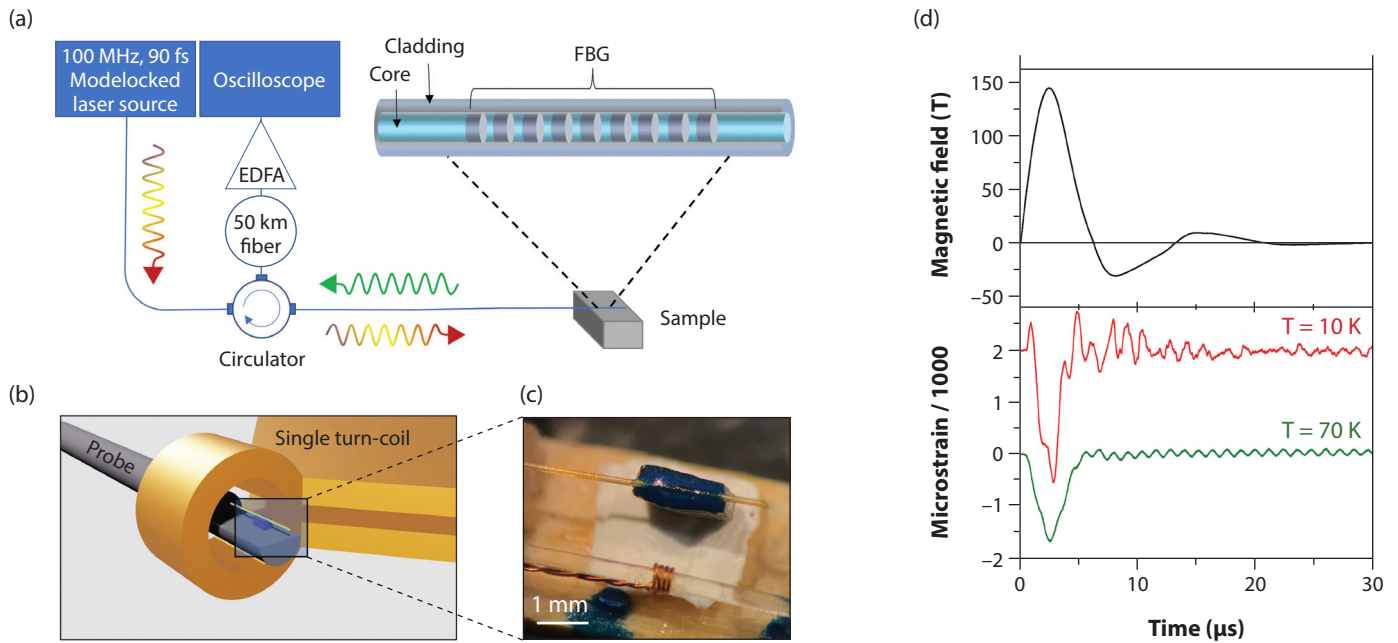 (a)
100 MHz, 90 fs
Modelocked
laser source
Oscilloscope
EDFA
50 km
fiber
Circulator
Cladding
Core
FBG
Sample
(b)
Probe
Single turn-coil
(c)
1 mm
(d)
Magnetic field (T)
150
100
50
0
−50
Microstrain / 1000
2
1
2
0
−1
−2
T = 10 K
T = 70 K
0
10
20
30
Time (μs)